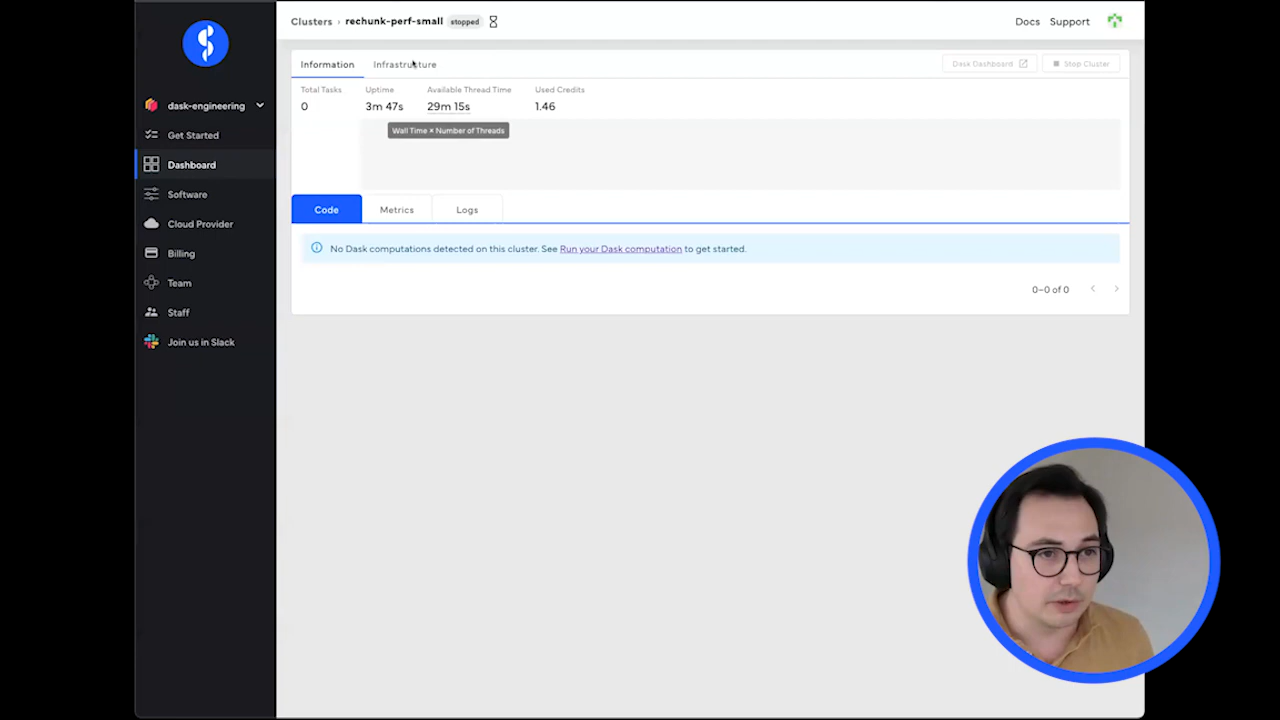 Clusters › rechunk-perf-small stopped
Docs Support
Information Infrastructure
Dask Dashboard Stop Cluster
Total Tasks Uptime Available Thread Time Used Credits
0 3m 47s 29m 15s 1.46
Wall Time × Number of Threads
Code Metrics Logs
No Dask computations detected on this cluster. See Run your Dask computation to get started.
0–0 of 0
dask-engineering
Get Started
Dashboard
Software
Cloud Provider
Billing
Team
Staff
Join us in Slack